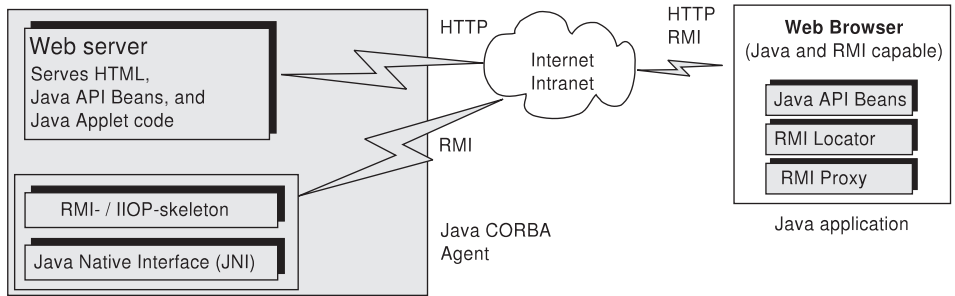 Web server
Serves HTML,
Java API Beans, and
Java Applet code
RMI- / IIOP-skeleton
Java Native Interface (JNI)
HTTP
RMI
Java CORBA
Agent
Internet
Intranet
HTTP
RMI
Web Browser
(Java and RMI capable)
Java API Beans
RMI Locator
RMI Proxy
Java application